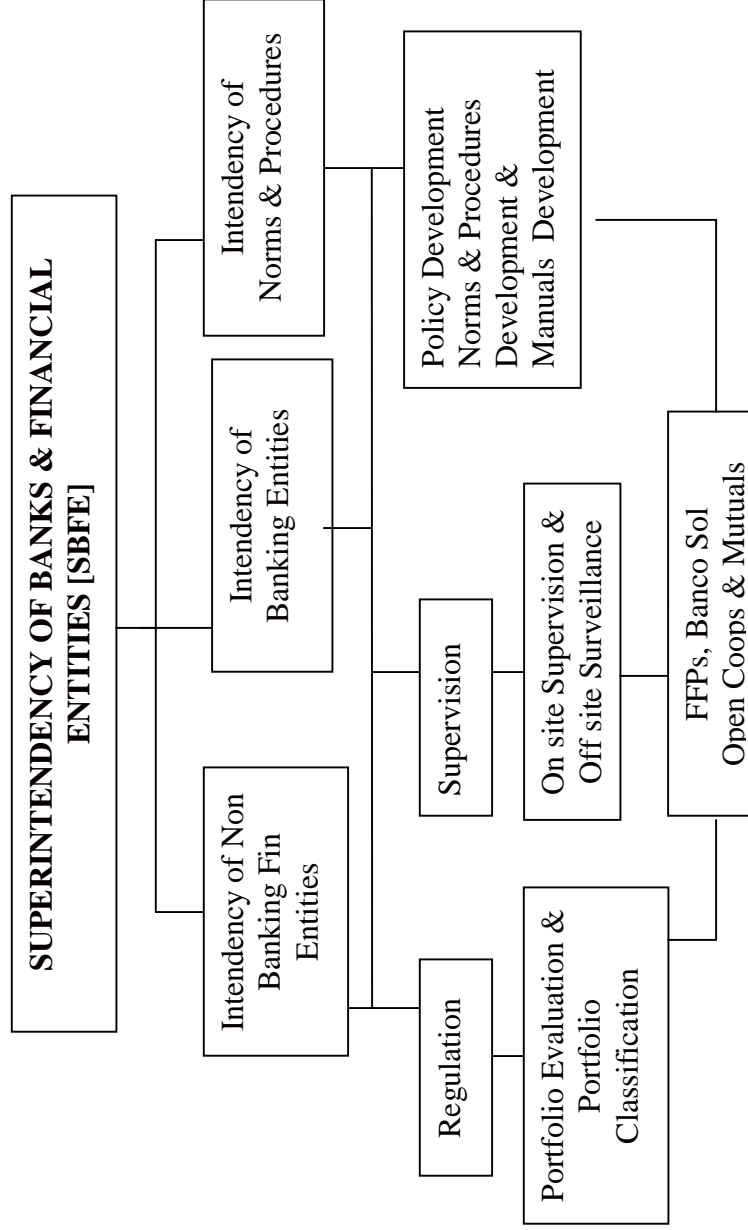 SUPERINTENDENCY OF BANKS & FINANCIAL
ENTITIES [SBFE]
Intendency of Non
Banking Fin
Entities
Intendency of
Banking Entities
Intendency of
Norms & Procedures
Regulation
Supervision
Policy Development
Norms & Procedures
Development &
Manuals Development
Portfolio Evaluation &
Portfolio
Classification
On site Supervision &
Off site Surveillance
FFPs, Banco Sol
Open Coops & Mutuals